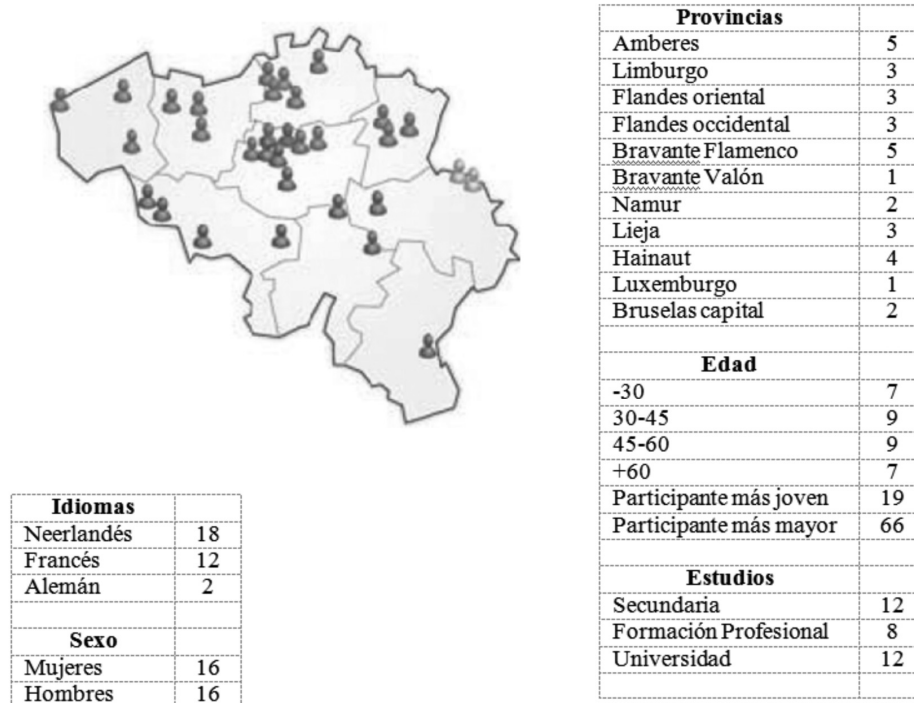 Provincias
Amberes 5
Limburgo 3
Flandes oriental 3
Flandes occidental 3
Bravante Flamenco 5
Bravante Valón 1
Namur 2
Lieja 3
Hainaut 4
Luxemburgo 1
Bruselas capital 2
Edad
-30 7
30-45 9
45-60 9
+60 7
Participante más joven 19
Participante más mayor 66
Estudios
Secundaria 12
Formación Profesional 8
Universidad 12
Idiomas
Neerlandés 18
Francés 12
Alemán 2
Sexo
Mujeres 16
Hombres 16